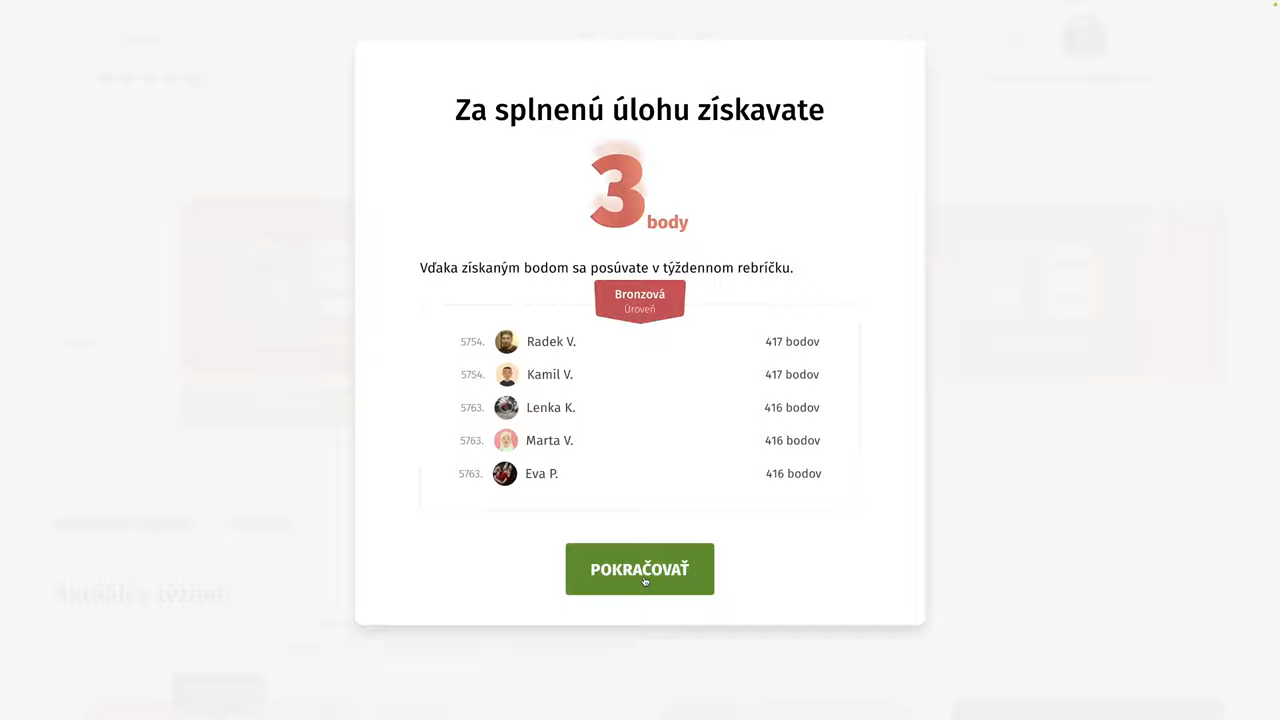 Za splnenú úlohu získavate
3 body
Vďaka získaným bodom sa posúvate v týždennom rebríčku.
Bronzová
Úroveň
5754. Radek V. 417 bodov
5754. Kamil V. 417 bodov
5763. Lenka K. 416 bodov
5763. Marta V. 416 bodov
5763. Eva P. 416 bodov
POKRAČOVAŤ